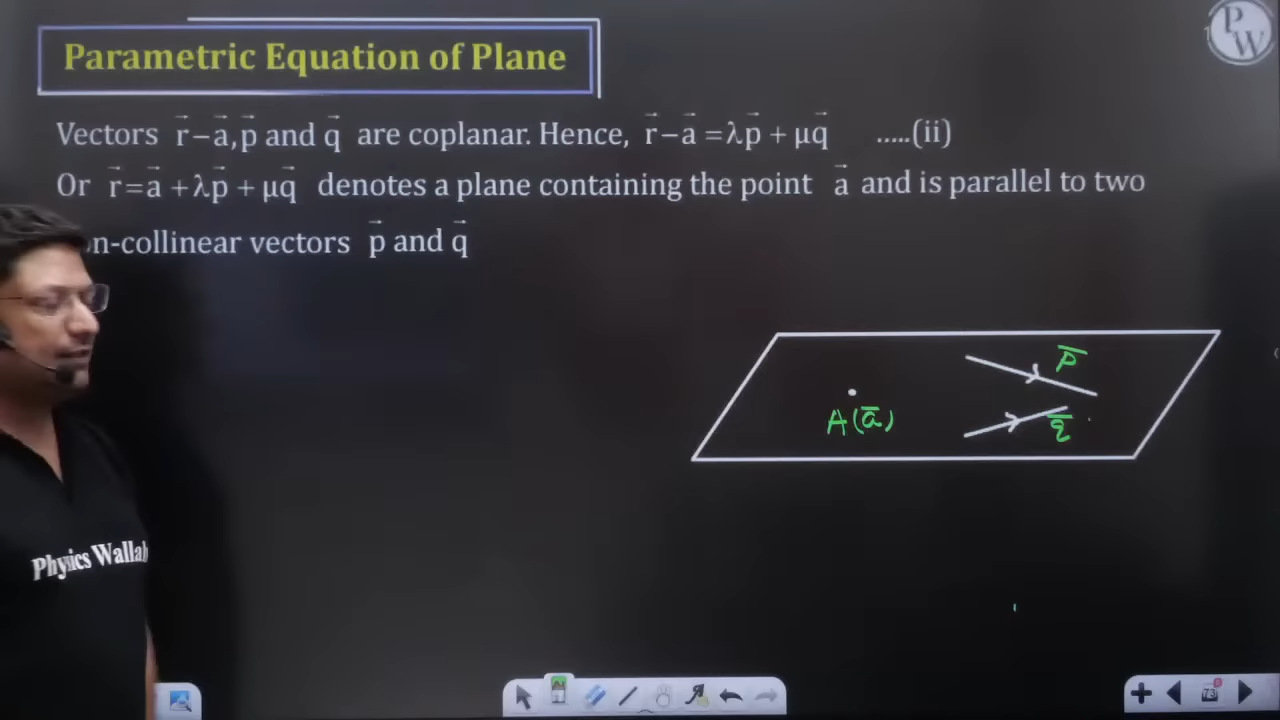 Parametric Equation of Plane
PW
Vectors r⃗−a⃗,p⃗ and q⃗ are coplanar. Hence, r⃗−a⃗=λp⃗ + μq⃗ .....(ii)
Or r⃗=a⃗+λp⃗ + μq⃗ denotes a plane containing the point a⃗ and is parallel to two
n-collinear vectors p⃗ and q⃗
p̅
A(a̅)
q̅
Physics Wallah
73